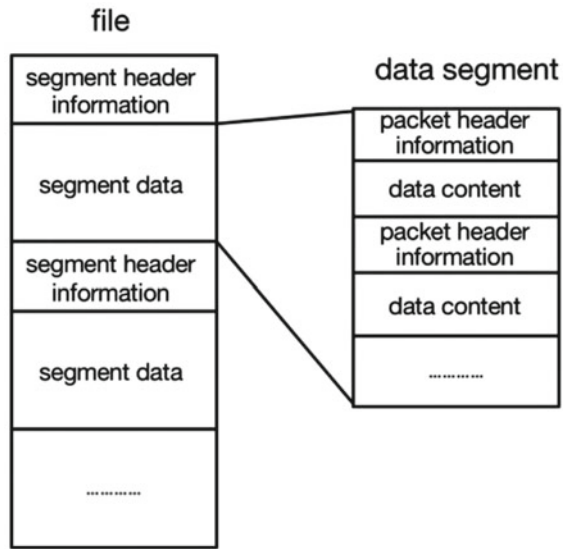 file
segment header
information
segment data
segment header
information
segment data
…………
data segment
packet header
information
data content
packet header
information
data content
…………